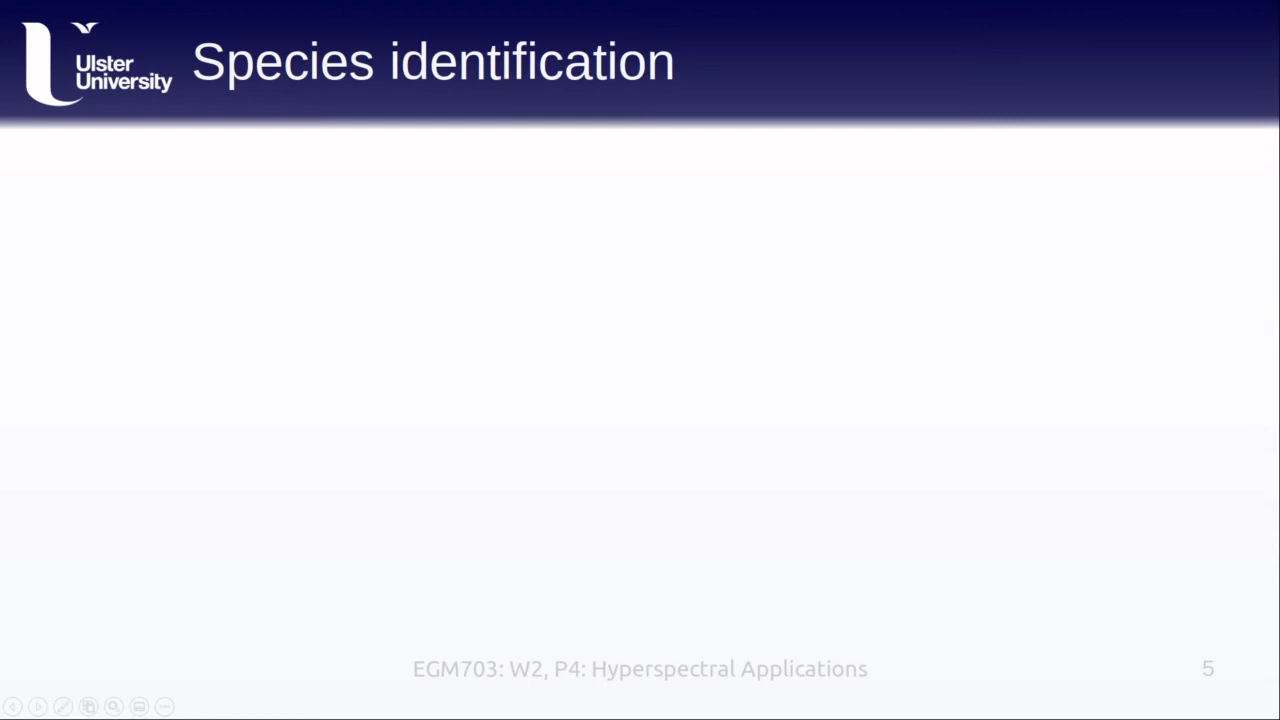 Ulster
University
Species identification
EGM703: W2, P4: Hyperspectral Applications
5